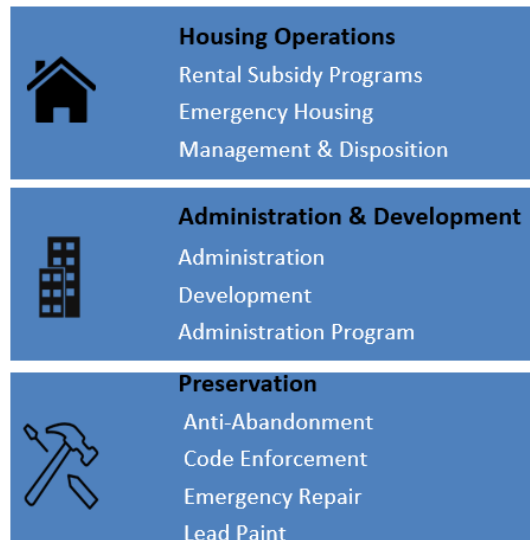 Housing Operations
Rental Subsidy Programs
Emergency Housing
Management & Disposition
Administration & Development
Administration
Development
Administration Program
Preservation
Anti-Abandonment
Code Enforcement
Emergency Repair
Lead Paint